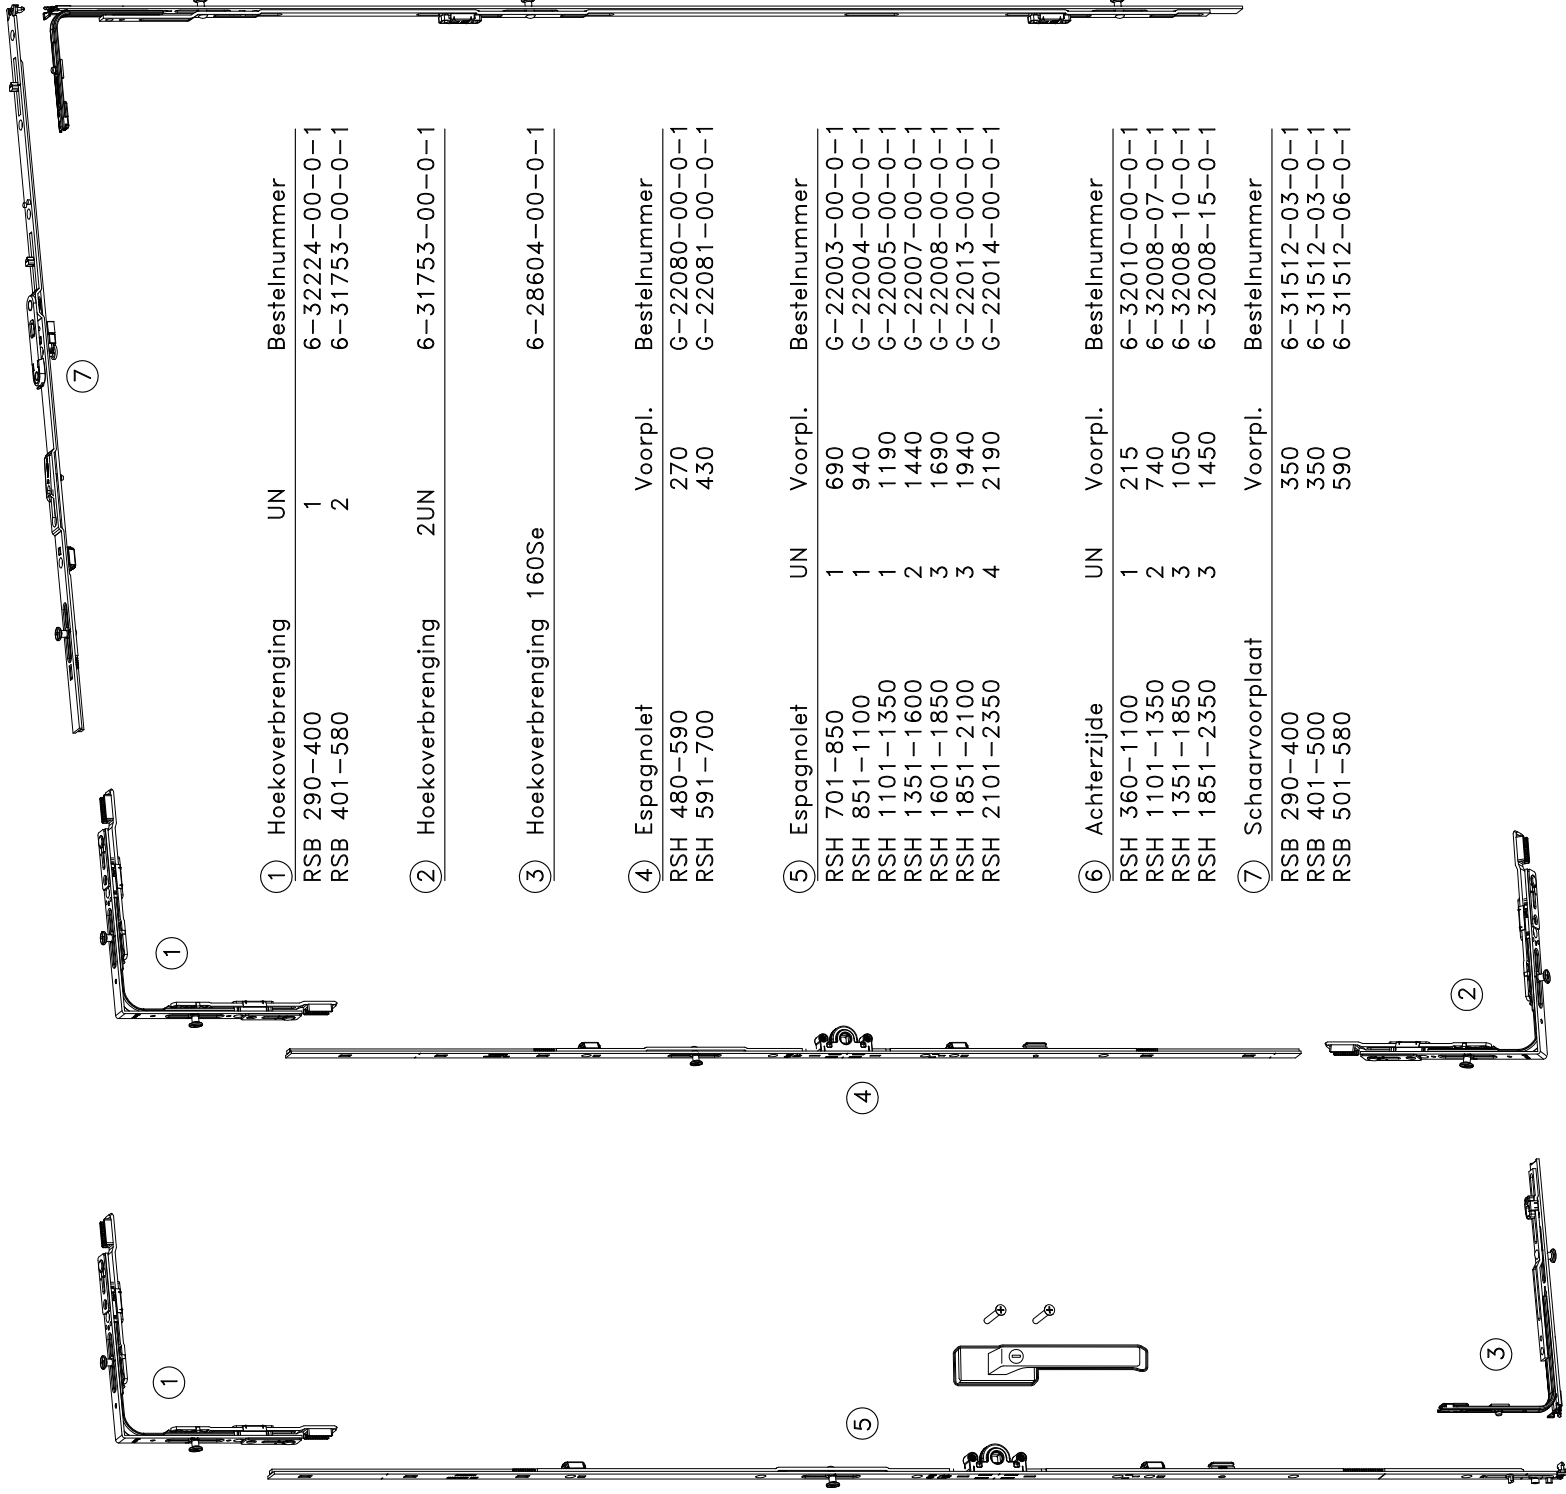 1 Hoekoverbrenging UN Bestelnummer
RSB 290-400 1 6-32224-00-0-1
RSB 401-580 2 6-31753-00-0-1
2 Hoekoverbrenging 2UN 6-31753-00-0-1
3 Hoekoverbrenging 160Se 6-28604-00-0-1
4 Espagnolet Voorpl. Bestelnummer
RSH 480-590 270 G-22080-00-0-1
RSH 591-700 430 G-22081-00-0-1
5 Espagnolet UN Voorpl. Bestelnummer
RSH 701-850 1 690 G-22003-00-0-1
RSH 851-1100 1 940 G-22004-00-0-1
RSH 1101-1350 1 1190 G-22005-00-0-1
RSH 1351-1600 2 1440 G-22007-00-0-1
RSH 1601-1850 3 1690 G-22008-00-0-1
RSH 1851-2100 3 1940 G-22013-00-0-1
RSH 2101-2350 4 2190 G-22014-00-0-1
6 Achterzijde UN Voorpl. Bestelnummer
RSH 360-1100 1 215 6-32010-00-0-1
RSH 1101-1350 2 740 6-32008-07-0-1
RSH 1351-1850 3 1050 6-32008-10-0-1
RSH 1851-2350 3 1450 6-32008-15-0-1
7 Schaarvoorplaat Voorpl. Bestelnummer
RSB 290-400 350 6-31512-03-0-1
RSB 401-500 350 6-31512-03-0-1
RSB 501-580 590 6-31512-06-0-1
7
1
1
4
5
2
3